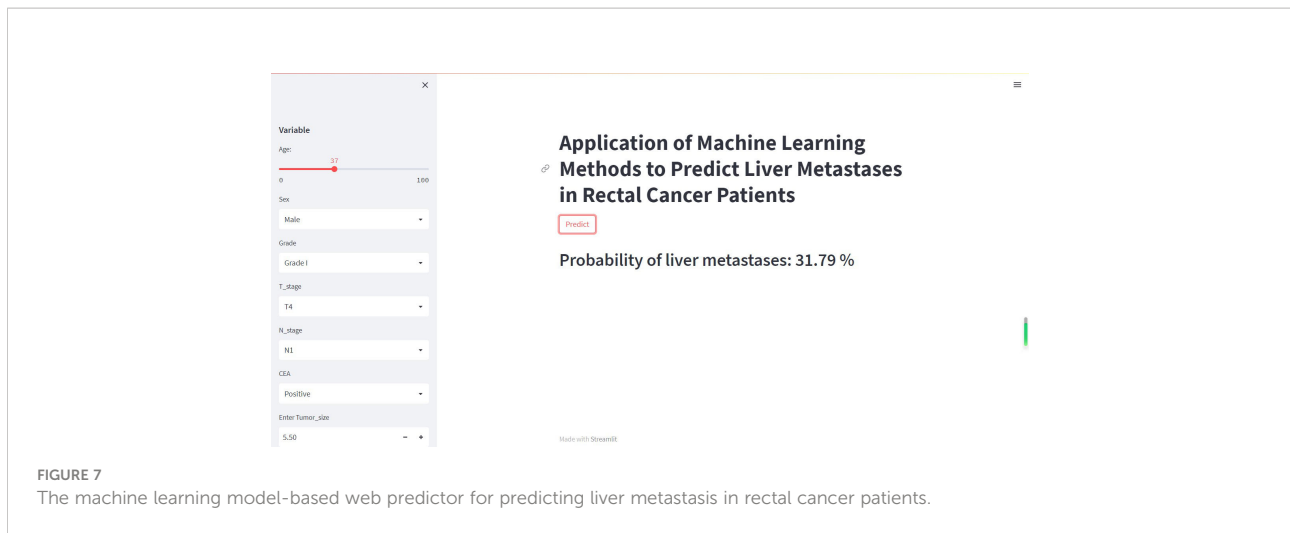 Variable
Age:
37
0 100
Sex
Male
Grade
Grade I
T_stage
T4
N_stage
N1
CEA
Positive
Enter Tumor_size
5.50 - +
Application of Machine Learning
Methods to Predict Liver Metastases
in Rectal Cancer Patients
Predict
Probability of liver metastases: 31.79 %
Made with Streamlit
FIGURE 7
The machine learning model-based web predictor for predicting liver metastasis in rectal cancer patients.